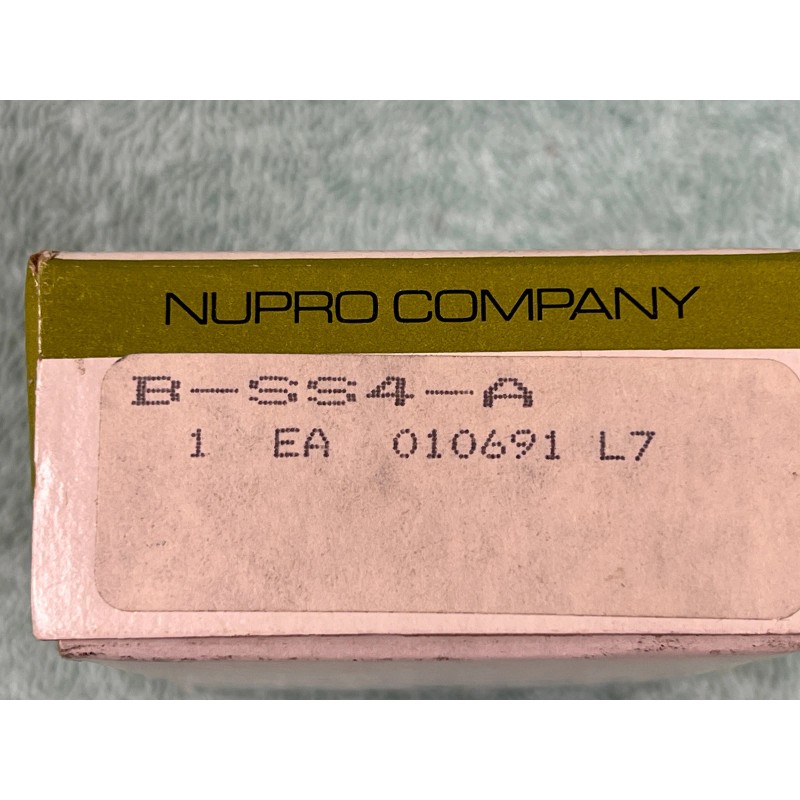 NUPRO COMPANY
B-SS4-A
1 EA 010691 L7